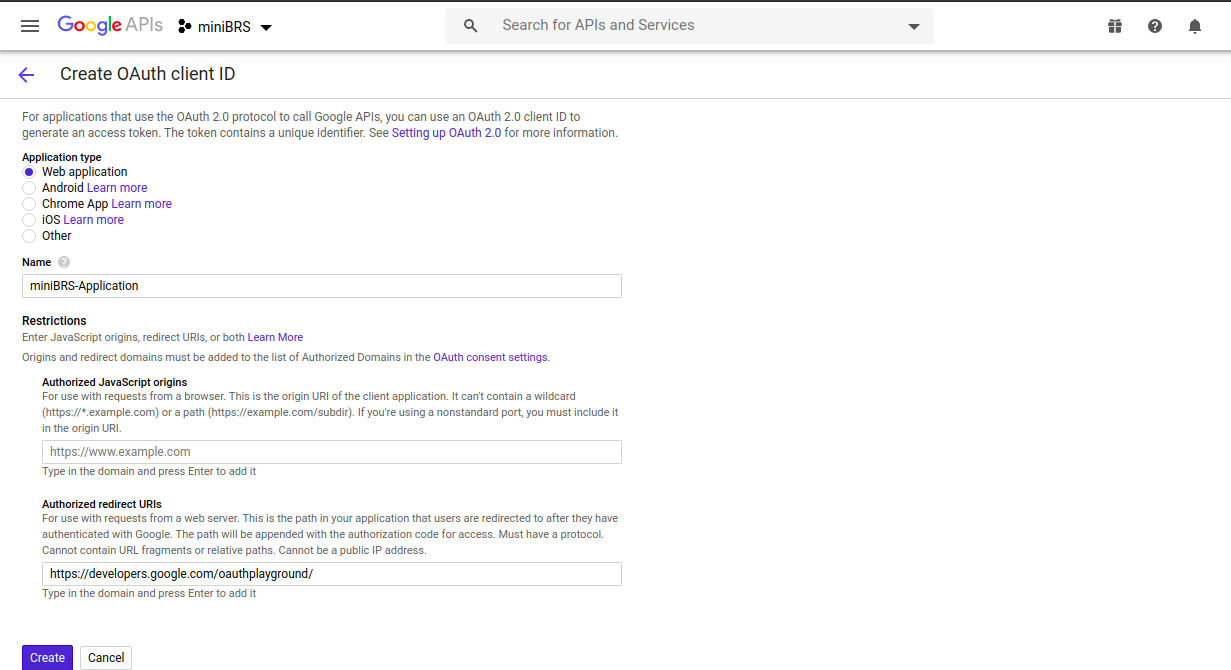 Google APIs miniBRS Search for APIs and Services
Create OAuth client ID
For applications that use the OAuth 2.0 protocol to call Google APIs, you can use an OAuth 2.0 client ID to
generate an access token. The token contains a unique identifier. See Setting up OAuth 2.0 for more information.
Application type
Web application
Android Learn more
Chrome App Learn more
iOS Learn more
Other
Name
miniBRS-Application
Restrictions
Enter JavaScript origins, redirect URIs, or both Learn More
Origins and redirect domains must be added to the list of Authorized Domains in the OAuth consent settings.
Authorized JavaScript origins
For use with requests from a browser. This is the origin URI of the client application. It can't contain a wildcard
(https://*.example.com) or a path (https://example.com/subdir). If you're using a nonstandard port, you must include it
in the origin URI.
https://www.example.com
Type in the domain and press Enter to add it
Authorized redirect URIs
For use with requests from a web server. This is the path in your application that users are redirected to after they have
authenticated with Google. The path will be appended with the authorization code for access. Must have a protocol.
Cannot contain URL fragments or relative paths. Cannot be a public IP address.
https://developers.google.com/oauthplayground/
Type in the domain and press Enter to add it
Create Cancel